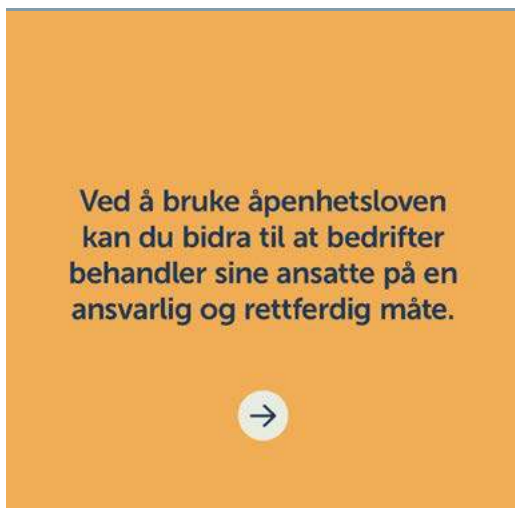 Ved å bruke åpenhetsloven
kan du bidra til at bedrifter
behandler sine ansatte på en
ansvarlig og rettferdig måte.